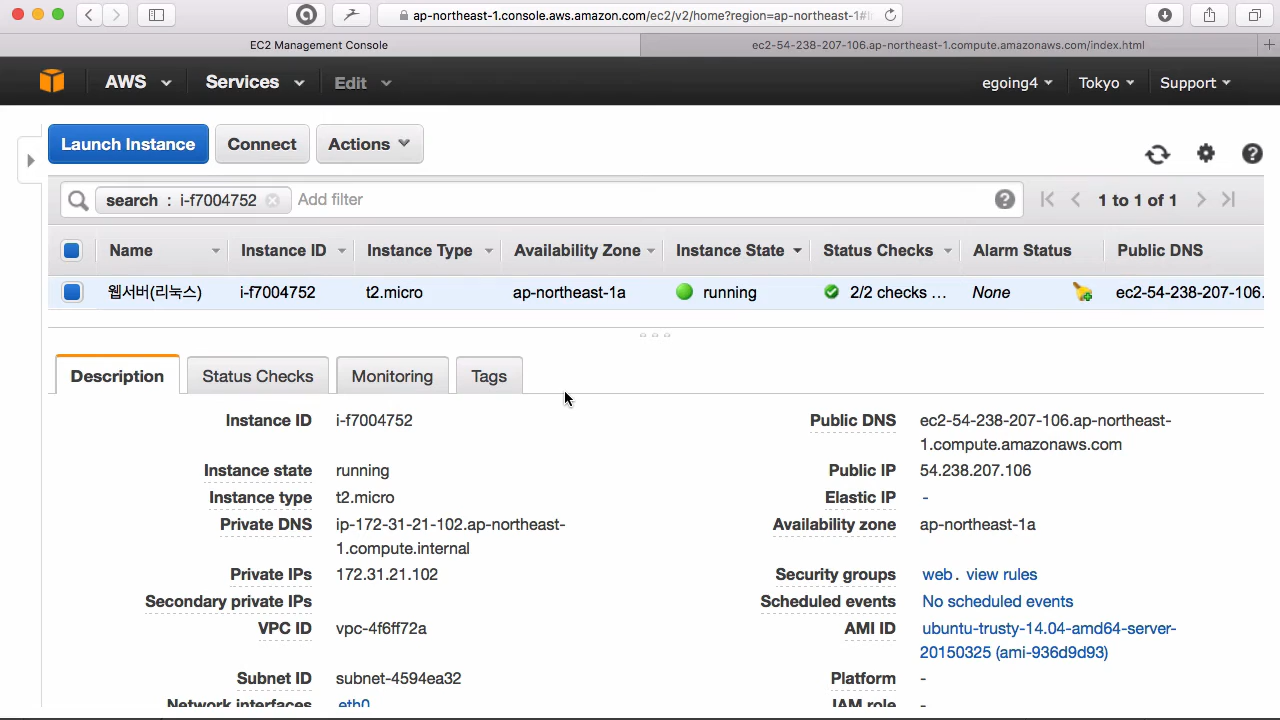 ap-northeast-1.console.aws.amazon.com/ec2/v2/home?region=ap-northeast-1#
EC2 Management Console
ec2-54-238-207-106.ap-northeast-1.compute.amazonaws.com/index.html
AWS
Services
Edit
egoing4
Tokyo
Support
Launch Instance
Connect
Actions
search : i-f7004752
Add filter
1 to 1 of 1
Name
Instance ID
Instance Type
Availability Zone
Instance State
Status Checks
Alarm Status
Public DNS
웹서버(리눅스)
i-f7004752
t2.micro
ap-northeast-1a
running
2/2 checks ...
None
ec2-54-238-207-106.
Description
Status Checks
Monitoring
Tags
Instance ID
i-f7004752
Public DNS
ec2-54-238-207-106.ap-northeast-
1.compute.amazonaws.com
Instance state
running
Public IP
54.238.207.106
Instance type
t2.micro
Elastic IP
-
Private DNS
ip-172-31-21-102.ap-northeast-
1.compute.internal
Availability zone
ap-northeast-1a
Private IPs
172.31.21.102
Security groups
web. view rules
Secondary private IPs
Scheduled events
No scheduled events
VPC ID
vpc-4f6ff72a
AMI ID
ubuntu-trusty-14.04-amd64-server-
20150325 (ami-936d9d93)
Subnet ID
subnet-4594ea32
Platform
-
Network interfaces
eth0
IAM role
-